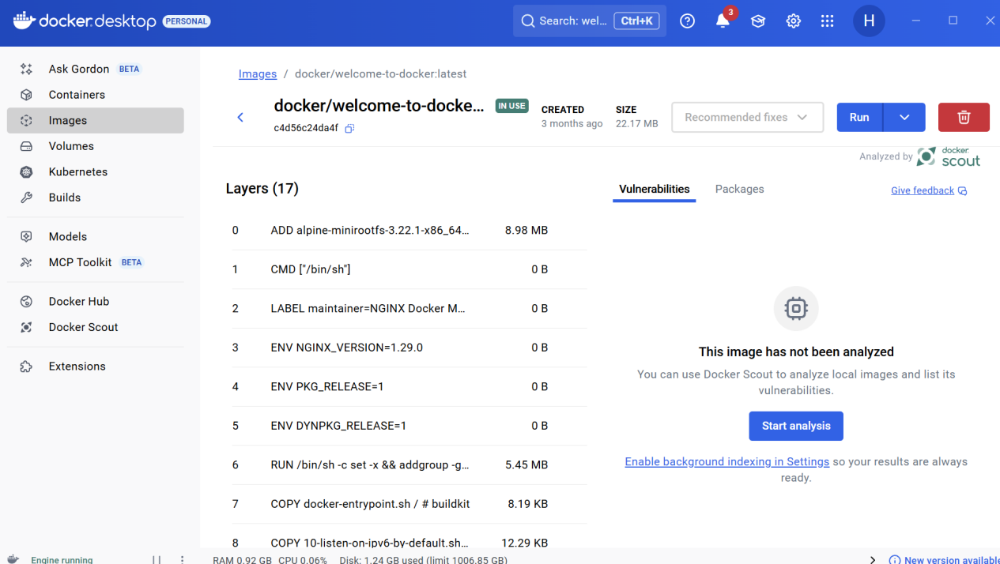 docker.desktop PERSONAL
Search: wel... Ctrl+K
3
H
Ask Gordon BETA
Containers
Images
Volumes
Kubernetes
Builds
Models
MCP Toolkit BETA
Docker Hub
Docker Scout
Extensions
Images / docker/welcome-to-docker:latest
docker/welcome-to-docke... IN USE
c4d56c24da4f
CREATED
3 months ago
SIZE
22.17 MB
Recommended fixes
Run
Analyzed by docker scout
Layers (17)
0 ADD alpine-minirootfs-3.22.1-x86_64... 8.98 MB
1 CMD ["/bin/sh"] 0 B
2 LABEL maintainer=NGINX Docker M... 0 B
3 ENV NGINX_VERSION=1.29.0 0 B
4 ENV PKG_RELEASE=1 0 B
5 ENV DYNPKG_RELEASE=1 0 B
6 RUN /bin/sh -c set -x && addgroup -g... 5.45 MB
7 COPY docker-entrypoint.sh / # buildkit 8.19 KB
8 COPY 10-listen-on-ipv6-by-default.sh... 12.29 KB
Vulnerabilities Packages Give feedback
This image has not been analyzed
You can use Docker Scout to analyze local images and list its
vulnerabilities.
Start analysis
Enable background indexing in Settings so your results are always
ready.
Engine running RAM 0.92 GB CPU 0.06% Disk: 1.24 GB used (limit 1006.85 GB) New version available